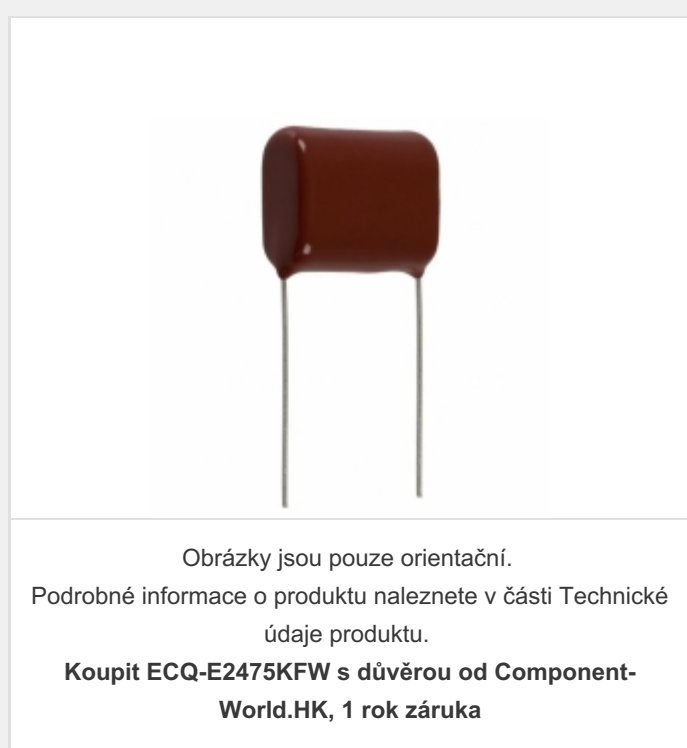 Obrázky jsou pouze orientační.
Podrobné informace o produktu naleznete v části Technické
údaje produktu.
Koupit ECQ-E2475KFW s důvěrou od Component-
World.HK, 1 rok záruka